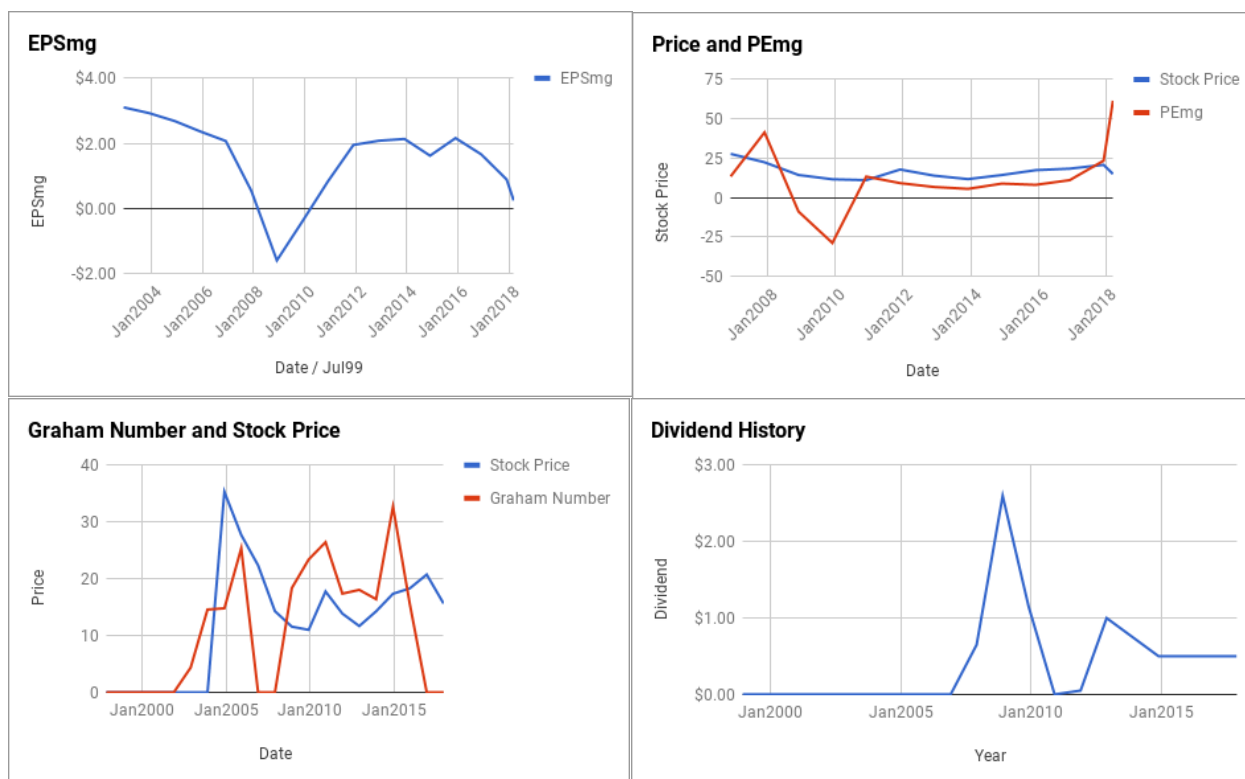 EPSmg
$4.00
$2.00
$0.00
-$2.00
EPSmg
EPSmg
Jan2004
Jan2006
Jan2008
Jan2010
Jan2012
Jan2014
Jan2016
Jan2018
Date / Jul99
Price and PEmg
75
50
25
0
-25
-50
Stock Price
Stock Price
PEmg
Jan2008
Jan2010
Jan2012
Jan2014
Jan2016
Jan2018
Date
Graham Number and Stock Price
40
30
20
10
0
Price
Stock Price
Graham Number
Jan2000
Jan2005
Jan2010
Jan2015
Date
Dividend History
$3.00
$2.00
$1.00
$0.00
Dividend
Jan2000
Jan2005
Jan2010
Jan2015
Year